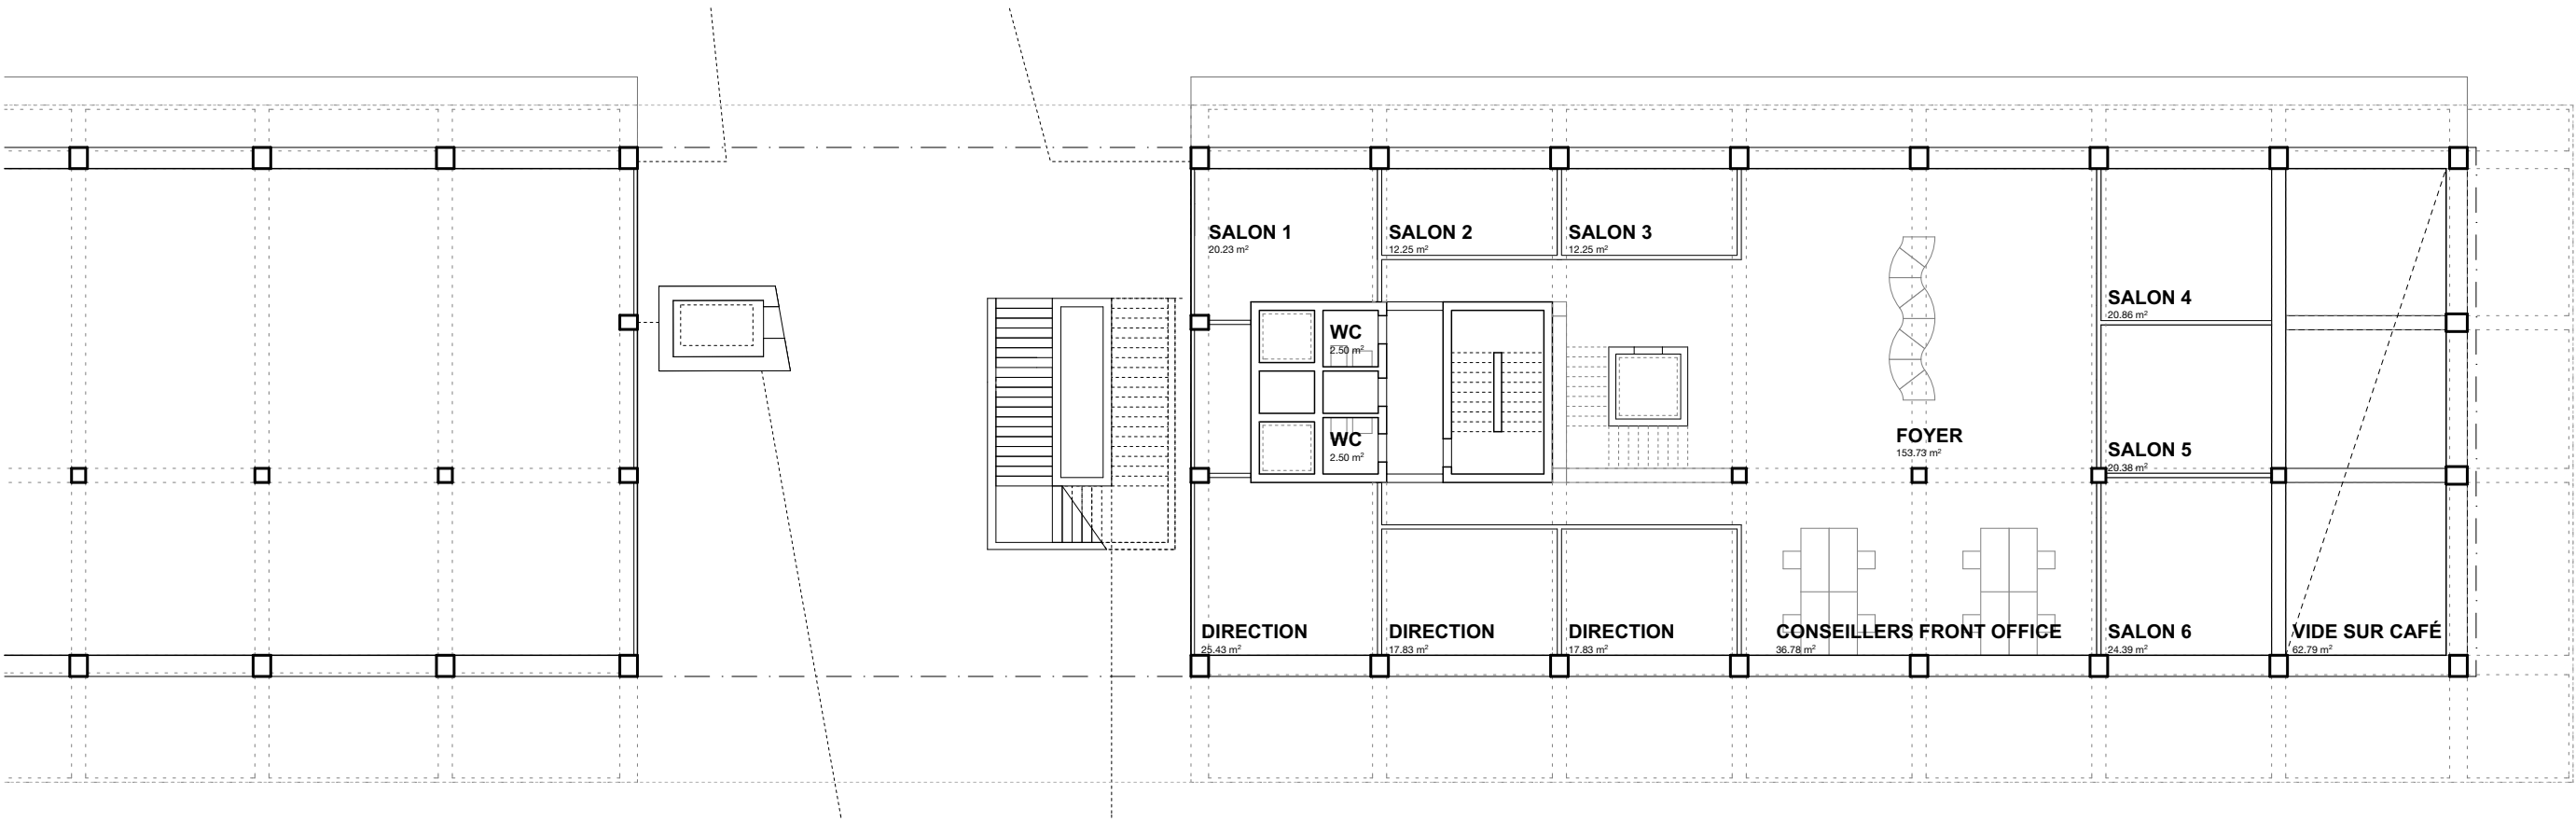 SALON 1
20.23 m²
SALON 2
12.25 m²
SALON 3
12.25 m²
SALON 4
20.86 m²
WC
2.50 m²
WC
2.50 m²
FOYER
153.73 m²
SALON 5
20.38 m²
DIRECTION
25.43 m²
DIRECTION
17.83 m²
DIRECTION
17.83 m²
CONSEILLERS FRONT OFFICE
36.78 m²
SALON 6
24.39 m²
VIDE SUR CAFÉ
62.79 m²